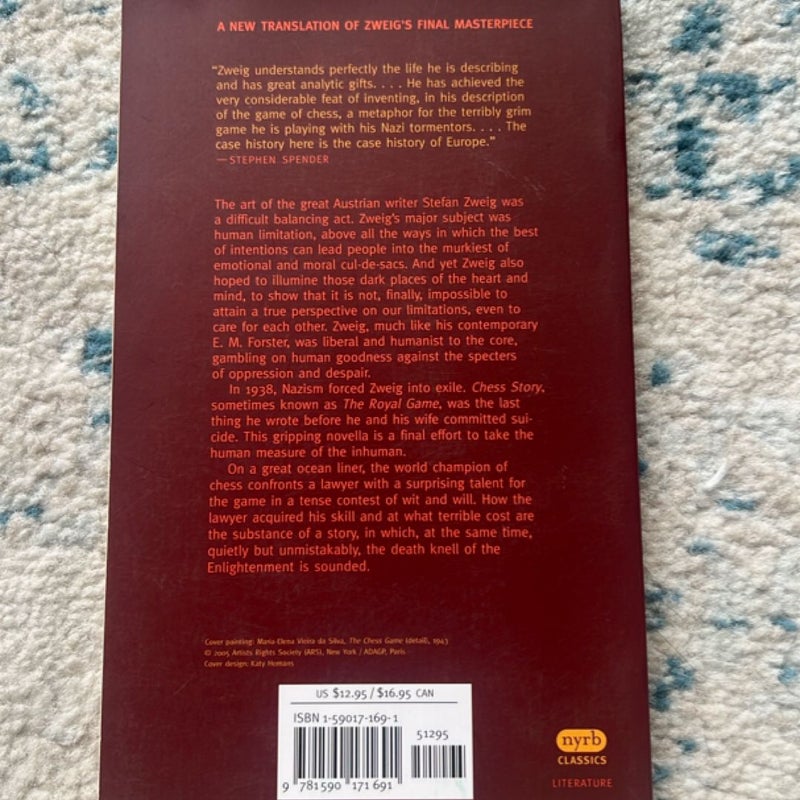 A NEW TRANSLATION OF ZWEIG'S FINAL MASTERPIECE
"Zweig understands perfectly the life he is describing
and has great analytic gifts. . . . He has achieved the
very considerable feat of inventing, in his description
of the game of chess, a metaphor for the terribly grim
game he is playing with his Nazi tormentors. . . . The
case history here is the case history of Europe."
—STEPHEN SPENDER
The art of the great Austrian writer Stefan Zweig was
a difficult balancing act. Zweig's major subject was
human limitation, above all the ways in which the best
of intentions can lead people into the murkiest of
emotional and moral cul-de-sacs. And yet Zweig also
hoped to illumine those dark places of the heart and
mind, to show that it is not, finally, impossible to
attain a true perspective on our limitations, even to
care for each other. Zweig, much like his contemporary
E. M. Forster, was liberal and humanist to the core,
gambling on human goodness against the specters
of oppression and despair.
In 1938, Nazism forced Zweig into exile. Chess Story,
sometimes known as The Royal Game, was the last
thing he wrote before he and his wife committed sui-
cide. This gripping novella is a final effort to take the
human measure of the inhuman.
On a great ocean liner, the world champion of
chess confronts a lawyer with a surprising talent for
the game in a tense contest of wit and will. How the
lawyer acquired his skill and at what terrible cost are
the substance of a story, in which, at the same time,
quietly but unmistakably, the death knell of the
Enlightenment is sounded.
Cover painting: Maria-Elena Vieira da Silva, The Chess Game (detail), 1943
© 2005 Artists Rights Society (ARS), New York / ADAGP, Paris
Cover design: Katy Homans
US $12.95 / $16.95 CAN
ISBN 1-59017-169-1
51295
9 781590 171691
nyrb
CLASSICS
LITERATURE